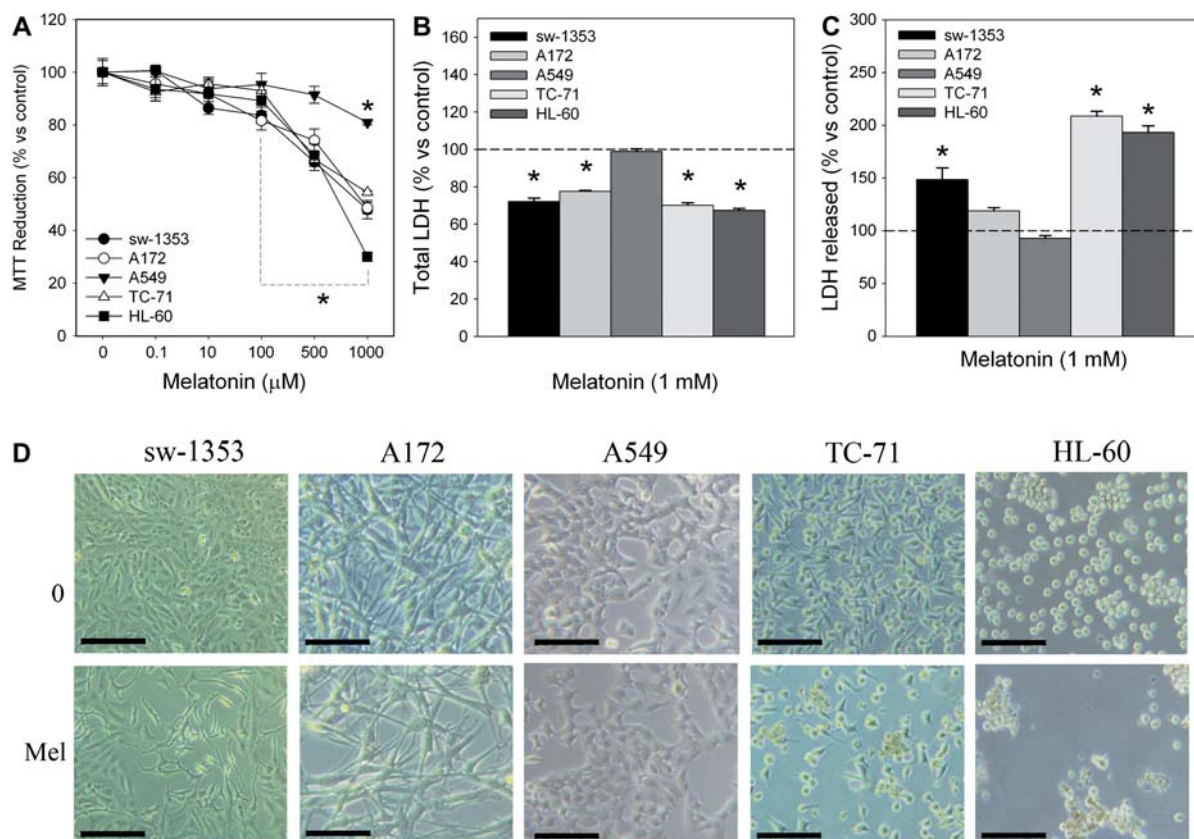 A
MTT Reduction (% vs control)
120
100
80
60
40
20
0
sw-1353
A172
A549
TC-71
HL-60
*
*
0 0.1 10 100 500 1000
Melatonin (μM)
B
Total LDH (% vs control)
160
140
120
100
80
60
40
20
0
sw-1353
A172
A549
TC-71
HL-60
* * * *
Melatonin (1 mM)
C
LDH released (% vs control)
300
250
200
150
100
50
0
sw-1353
A172
A549
TC-71
HL-60
* * *
Melatonin (1 mM)
D
sw-1353 A172 A549 TC-71 HL-60
0
Mel